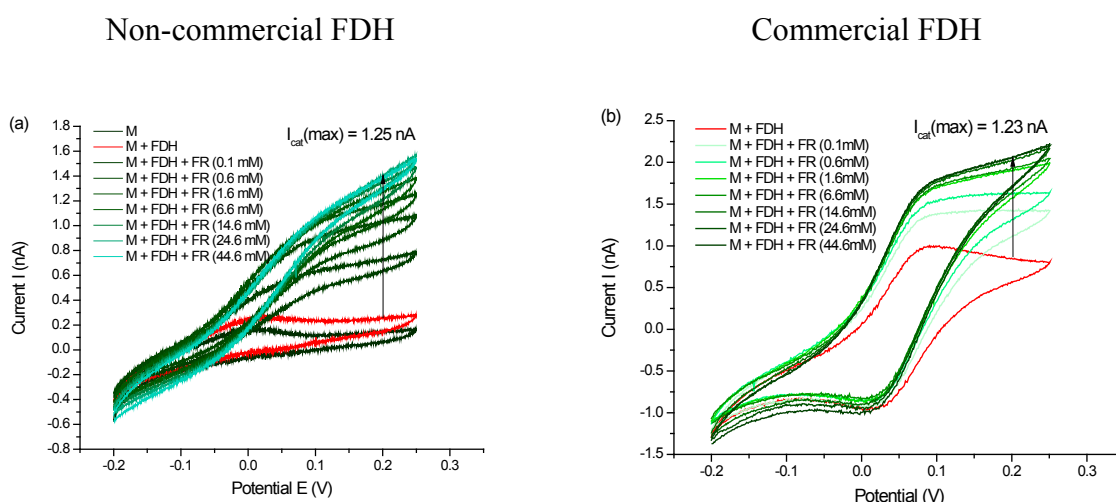 Non-commercial FDH
Commercial FDH
(a)
I_cat(max) = 1.25 nA
M
M + FDH
M + FDH + FR (0.1 mM)
M + FDH + FR (0.6 mM)
M + FDH + FR (1.6 mM)
M + FDH + FR (6.6 mM)
M + FDH + FR (14.6 mM)
M + FDH + FR (24.6 mM)
M + FDH + FR (44.6 mM)
Current I (nA)
1.8
1.6
1.4
1.2
1.0
0.8
0.6
0.4
0.2
0.0
-0.2
-0.4
-0.6
-0.8
-0.2
-0.1
0.0
0.1
0.2
0.3
Potential E (V)
(b)
I_cat(max) = 1.23 nA
M + FDH
M + FDH + FR (0.1mM)
M + FDH + FR (0.6mM)
M + FDH + FR (1.6mM)
M + FDH + FR (6.6mM)
M + FDH + FR (14.6mM)
M + FDH + FR (24.6mM)
M + FDH + FR (44.6mM)
Current I (nA)
2.5
2.0
1.5
1.0
0.5
0.0
-0.5
-1.0
-1.5
-0.2
-0.1
0.0
0.1
0.2
0.3
Potential (V)